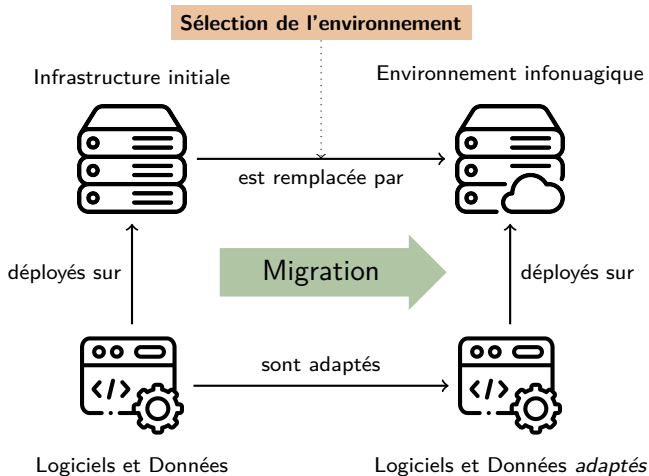 Sélection de l'environnement
Infrastructure initiale
Environnement infonuagique
est remplacée par
déployés sur
Migration
déployés sur
</>
sont adaptés
</>
Logiciels et Données
Logiciels et Données adaptés